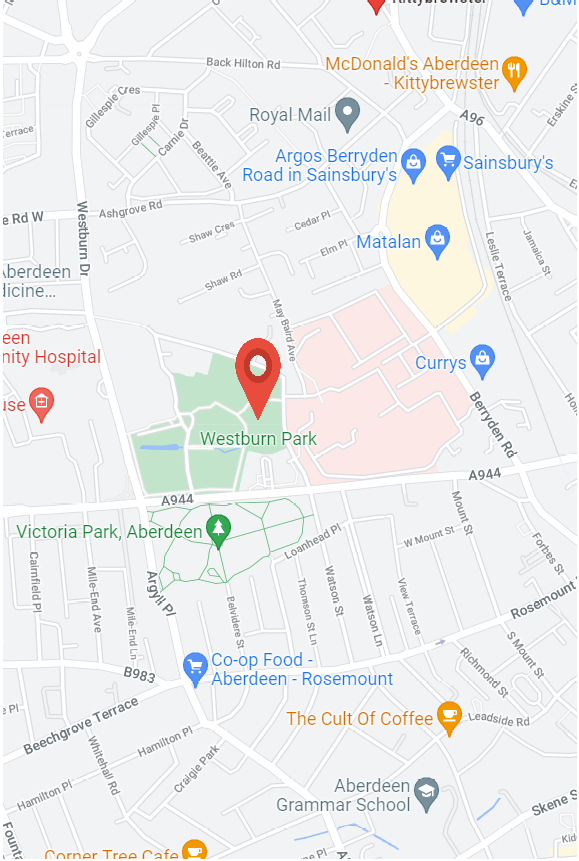 Kittybrewster
B&M
Back Hilton Rd
McDonald's Aberdeen
- Kittybrewster
Gillespie Cres
Gillespie Pl
Carnie Dr
Beattie Ave
Terrace
Royal Mail
A96
Erskine S
Argos Berryden
Road in Sainsbury's
Sainsbury's
e Rd W
Ashgrove Rd
Westburn Dr
Shaw Cres
Cedar Pl
Elm Pl
Matalan
Leslie Terrace
Jamaica St
El
Aberdeen
dicine...
Shaw Rd
May Baird Ave
een
nity Hospital
use
Currys
Berryden Rd
Westburn Park
A944
A944
Victoria Park, Aberdeen
Loanhead Pl
W Mount St
Mount St
Forbes St
Cairnfield Pl
Mile-End Ave
Mile-End Ln
Argyll Pl
Belvidere St
Thomson St Ln
Watson St
Watson Ln
View Terrace
Rosemount
S Mount St
Richmond St
B983
Co-op Food -
Aberdeen - Rosemount
Beechgrove Terrace
e Pl
The Cult Of Coffee
Leadside Rd
Whitehall Rd
Hamilton Pl
Craigie Park
Hamilton Pl
Aberdeen
Grammar School
Skene S
Fount
Corner Tree Cafe
Kid